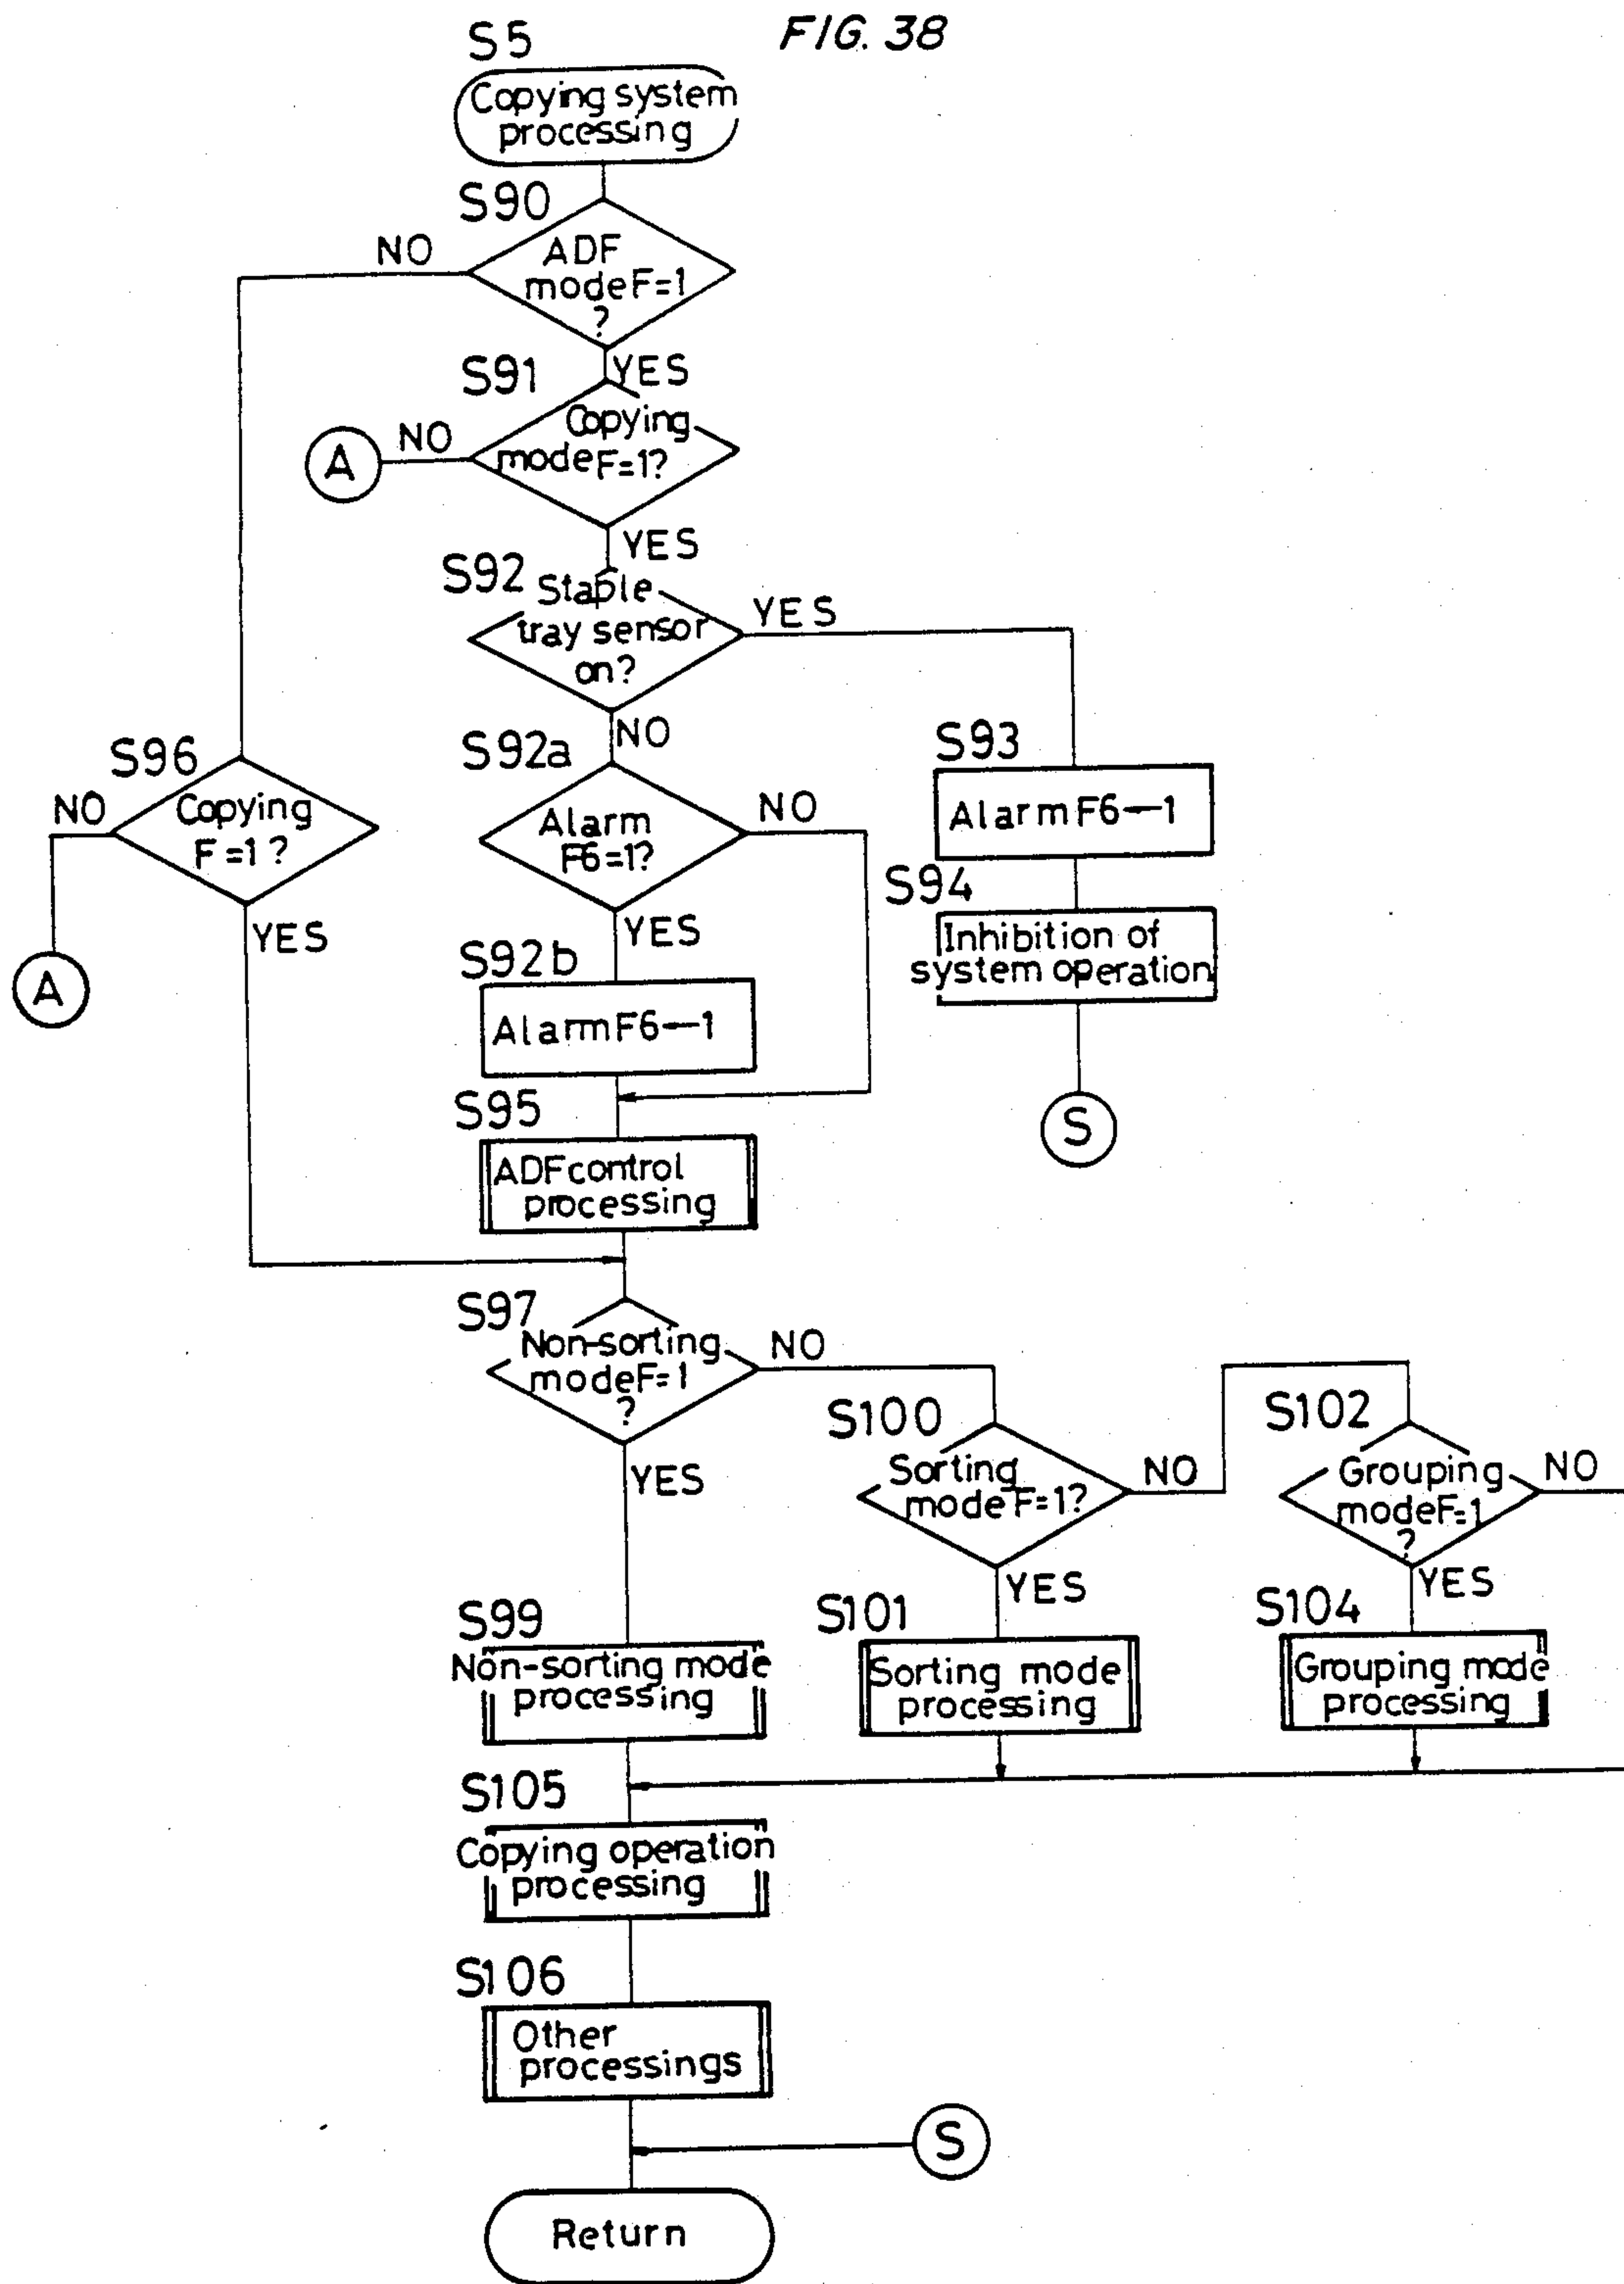 FIG. 38
S5
Copying system
processing
S90
ADF
mode F=1
?
NO
YES
S91
Copying
mode F=1?
NO
A
YES
S92
Staple
tray sensor
on?
YES
NO
S93
Alarm F6←1
S94
Inhibition of
system operation
S
S92a
Alarm
F6=1?
NO
YES
S92b
Alarm F6←1
S96
Copying
F=1?
NO
A
YES
S95
ADF control
processing
S97
Non-sorting
mode F=1
?
NO
YES
S100
Sorting
mode F=1?
NO
YES
S102
Grouping
mode F=1
?
NO
YES
S99
Non-sorting mode
processing
S101
Sorting mode
processing
S104
Grouping mode
processing
S105
Copying operation
processing
S106
Other
processings
S
Return